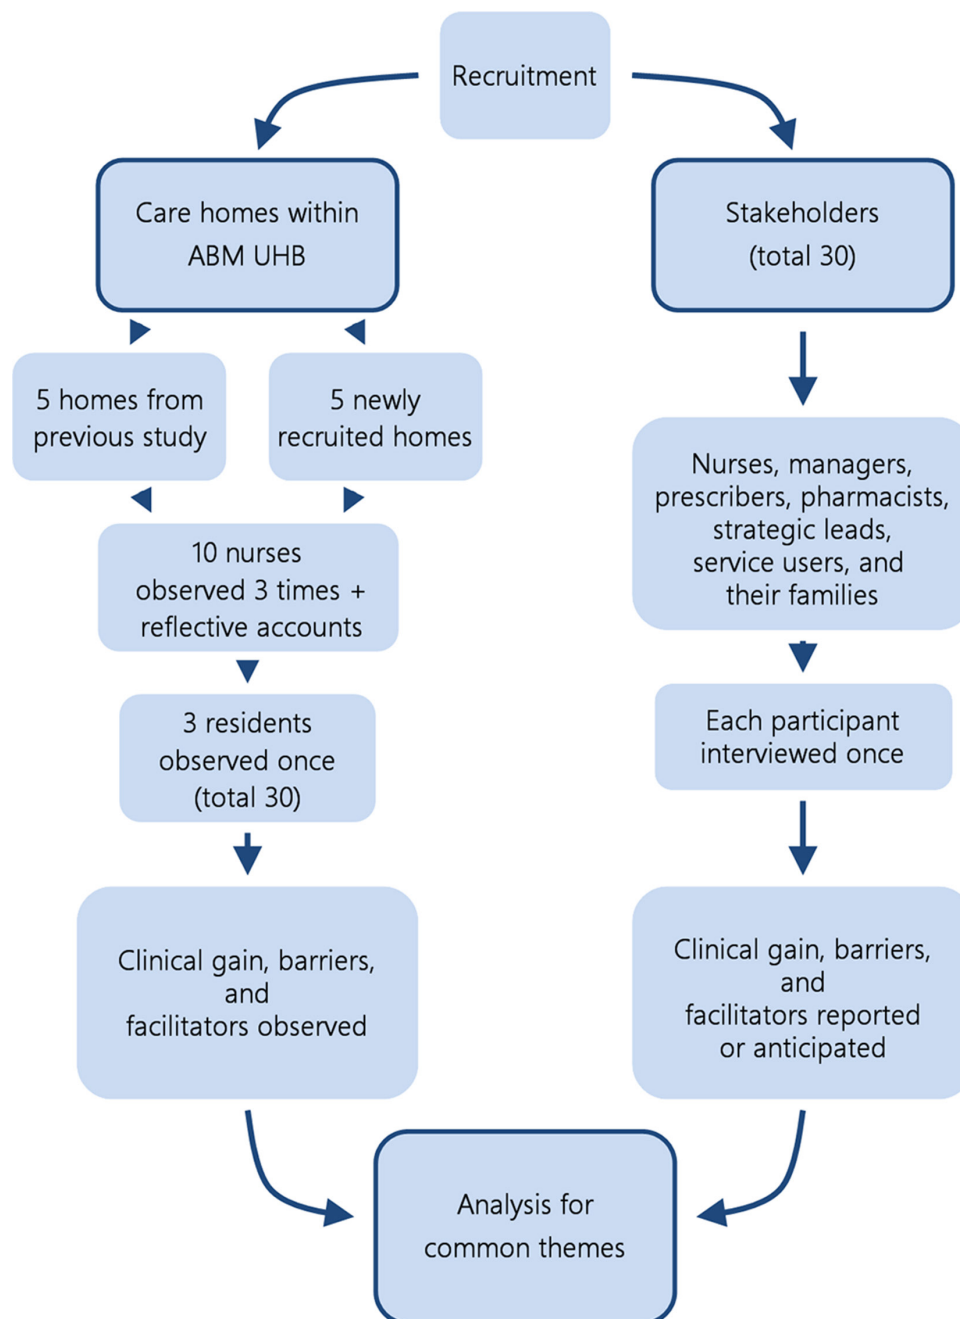 Recruitment
Care homes within
ABM UHB
Stakeholders
(total 30)
5 homes from
previous study
5 newly
recruited homes
Nurses, managers,
prescribers, pharmacists,
strategic leads,
service users, and
their families
10 nurses
observed 3 times +
reflective accounts
3 residents
observed once
(total 30)
Each participant
interviewed once
Clinical gain, barriers,
and
facilitators observed
Clinical gain, barriers,
and
facilitators reported
or anticipated
Analysis for
common themes